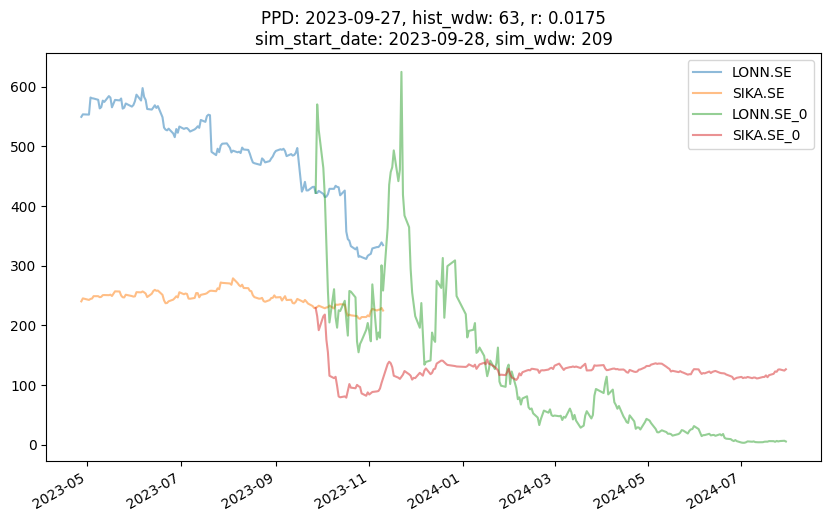 PPD: 2023-09-27, hist_wdw: 63, r: 0.0175
sim_start_date: 2023-09-28, sim_wdw: 209
LONN.SE
SIKA.SE
LONN.SE_0
SIKA.SE_0
600
500
400
300
200
100
0
2023-05
2023-07
2023-09
2023-11
2024-01
2024-03
2024-05
2024-07